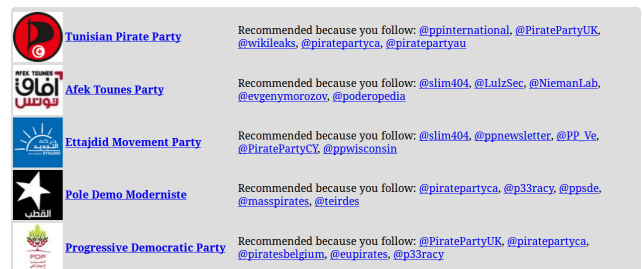 Tunisian Pirate Party
Recommended because you follow: @ppinternational, @PiratePartyUK,
@wikileaks, @piratepartyca, @piratepartyau
AFEK TOUNES
آفاق
تونس
Afek Tounes Party
Recommended because you follow: @slim404, @LulzSec, @NiemanLab,
@evgenymorozov, @poderopedia
Ettajdid Movement Party
Recommended because you follow: @slim404, @ppnewsletter, @PP_Ve,
@PiratePartyCY, @ppwisconsin
القطب
Pole Demo Moderniste
Recommended because you follow: @piratepartyca, @p33racy, @ppsde,
@masspirates, @teirdes
PDP
Progressive Democratic Party
Recommended because you follow: @PiratePartyUK, @piratepartyca,
@piratesbelgium, @eupirates, @p33racy